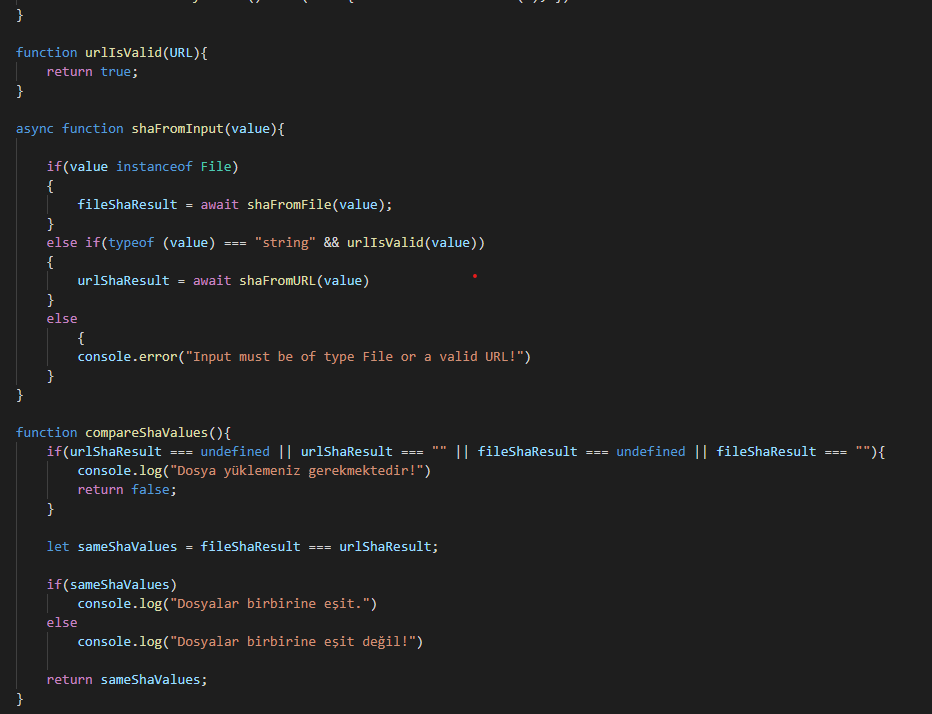 }
function urlIsValid(URL){
    return true;
}
async function shaFromInput(value){
    if(value instanceof File)
    {
        fileShaResult = await shaFromFile(value);
    }
    else if(typeof (value) === "string" && urlIsValid(value))
    {
        urlShaResult = await shaFromURL(value)
    }
    else
        {
        console.error("Input must be of type File or a valid URL!")
    }
}
function compareShaValues(){
    if(urlShaResult === undefined || urlShaResult === "" || fileShaResult === undefined || fileShaResult === ""){
        console.log("Dosya yüklemeniz gerekmektedir!")
        return false;
    }
    let sameShaValues = fileShaResult === urlShaResult;
    if(sameShaValues)
        console.log("Dosyalar birbirine eşit.")
    else
        console.log("Dosyalar birbirine eşit değil!")
    return sameShaValues;
}